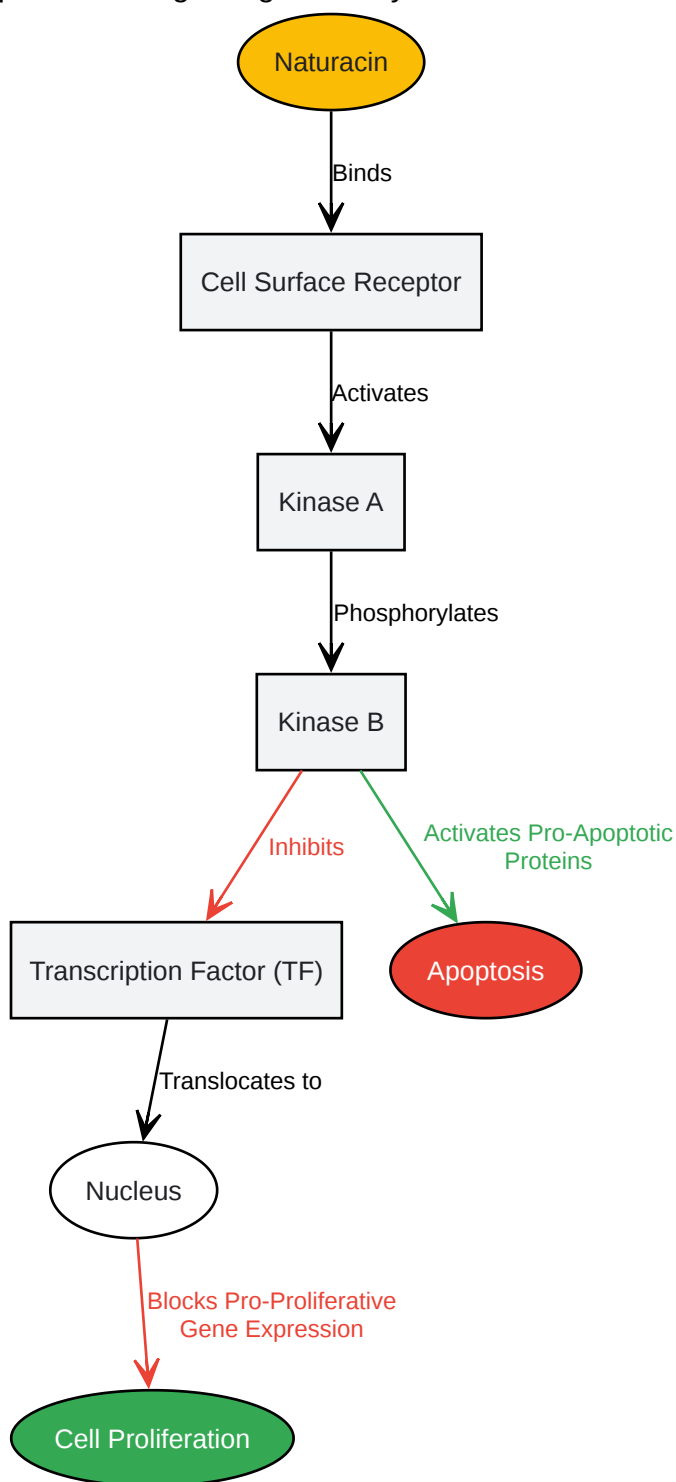 Naturacin
Binds
Cell Surface Receptor
Activates
Kinase A
Phosphorylates
Kinase B
Inhibits
Activates Pro-Apoptotic
Proteins
Transcription Factor (TF)
Apoptosis
Translocates to
Nucleus
Blocks Pro-Proliferative
Gene Expression
Cell Proliferation